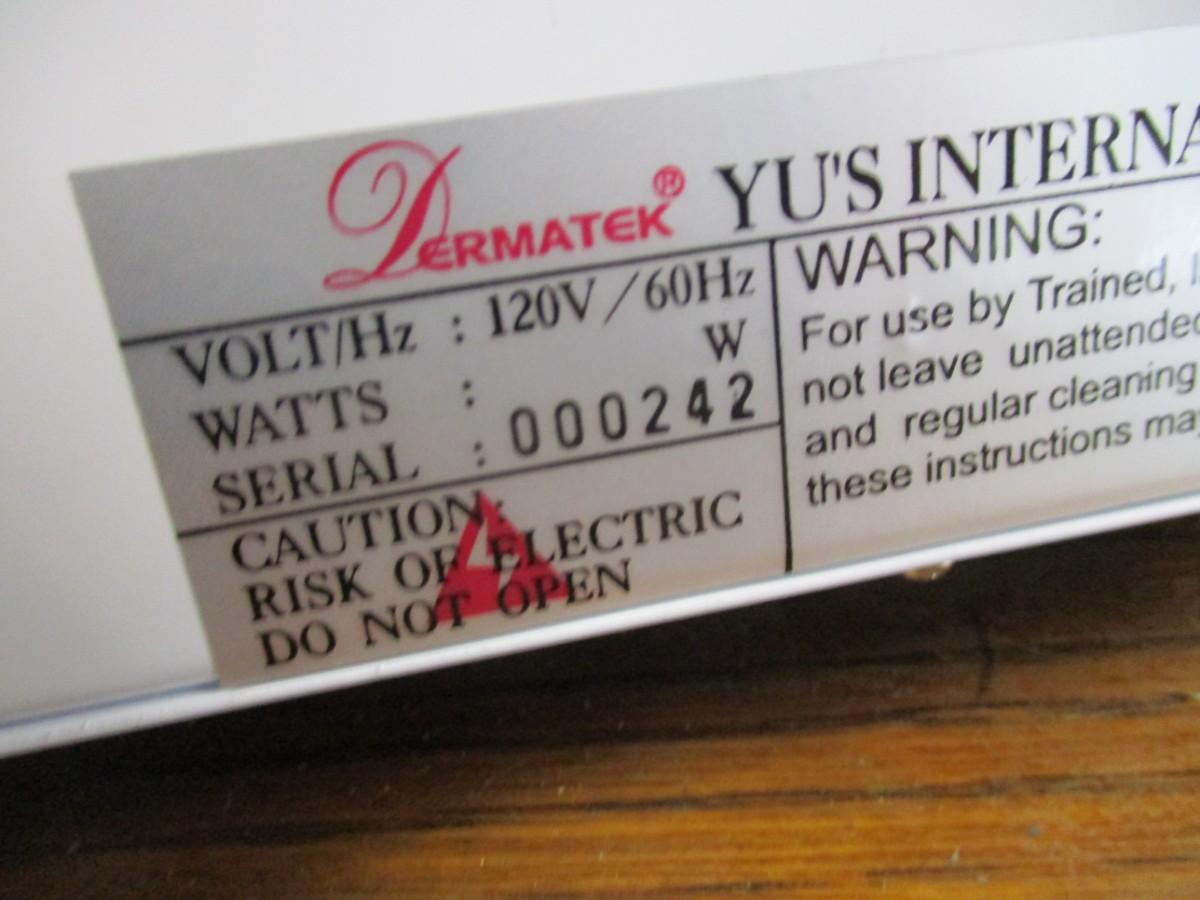 DERMATEK® YU'S INTERNA
VOLT/Hz : 120V/60Hz
WATTS : W
SERIAL : 000242
CAUTION:
RISK OF ELECTRIC
DO NOT OPEN
WARNING:
For use by Trained,
not leave unattended
and regular cleaning
these instructions may